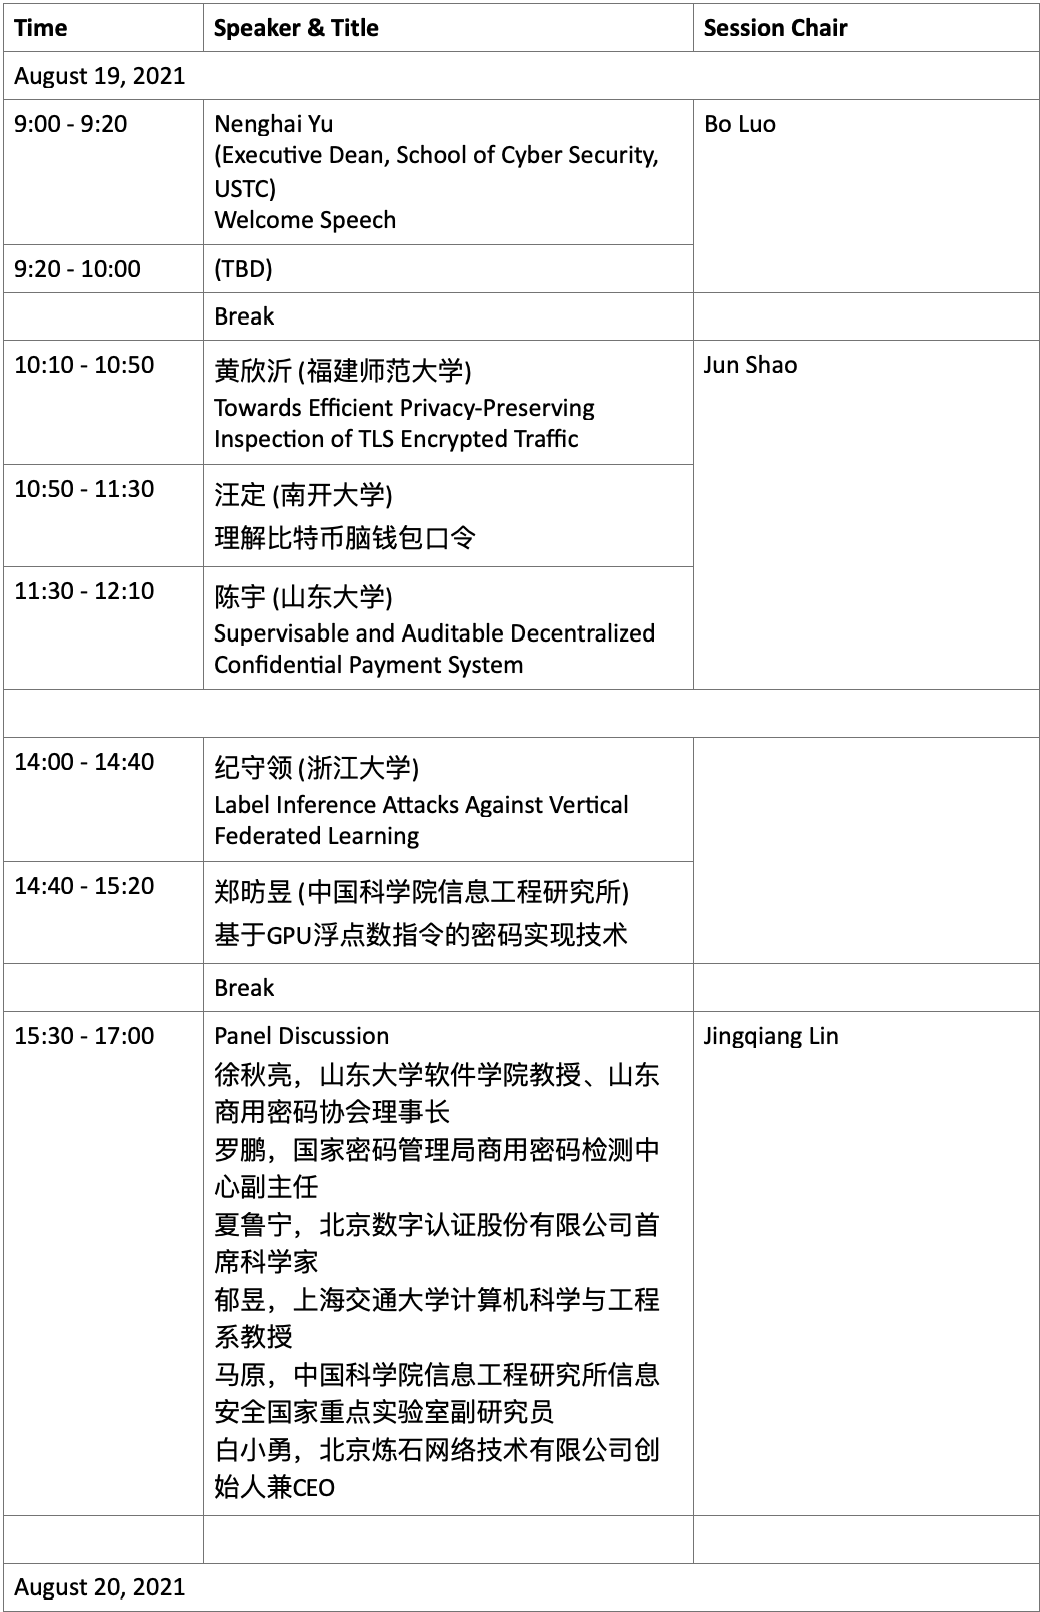 Time Speaker & Title Session Chair
August 19, 2021
9:00 - 9:20 Nenghai Yu Bo Luo
(Executive Dean, School of Cyber Security,
USTC)
Welcome Speech
9:20 - 10:00 (TBD)
Break
10:10 - 10:50 黄欣沂 (福建师范大学) Jun Shao
Towards Efficient Privacy-Preserving
Inspection of TLS Encrypted Traffic
10:50 - 11:30 汪定 (南开大学)
理解比特币脑钱包口令
11:30 - 12:10 陈宇 (山东大学)
Supervisable and Auditable Decentralized
Confidential Payment System
14:00 - 14:40 纪守领 (浙江大学)
Label Inference Attacks Against Vertical
Federated Learning
14:40 - 15:20 郑昉昱 (中国科学院信息工程研究所)
基于GPU浮点数指令的密码实现技术
Break
15:30 - 17:00 Panel Discussion Jingqiang Lin
徐秋亮，山东大学软件学院教授、山东
商用密码协会理事长
罗鹏，国家密码管理局商用密码检测中
心副主任
夏鲁宁，北京数字认证股份有限公司首
席科学家
郁昱，上海交通大学计算机科学与工程
系教授
马原，中国科学院信息工程研究所信息
安全国家重点实验室副研究员
白小勇，北京炼石网络技术有限公司创
始人兼CEO
August 20, 2021